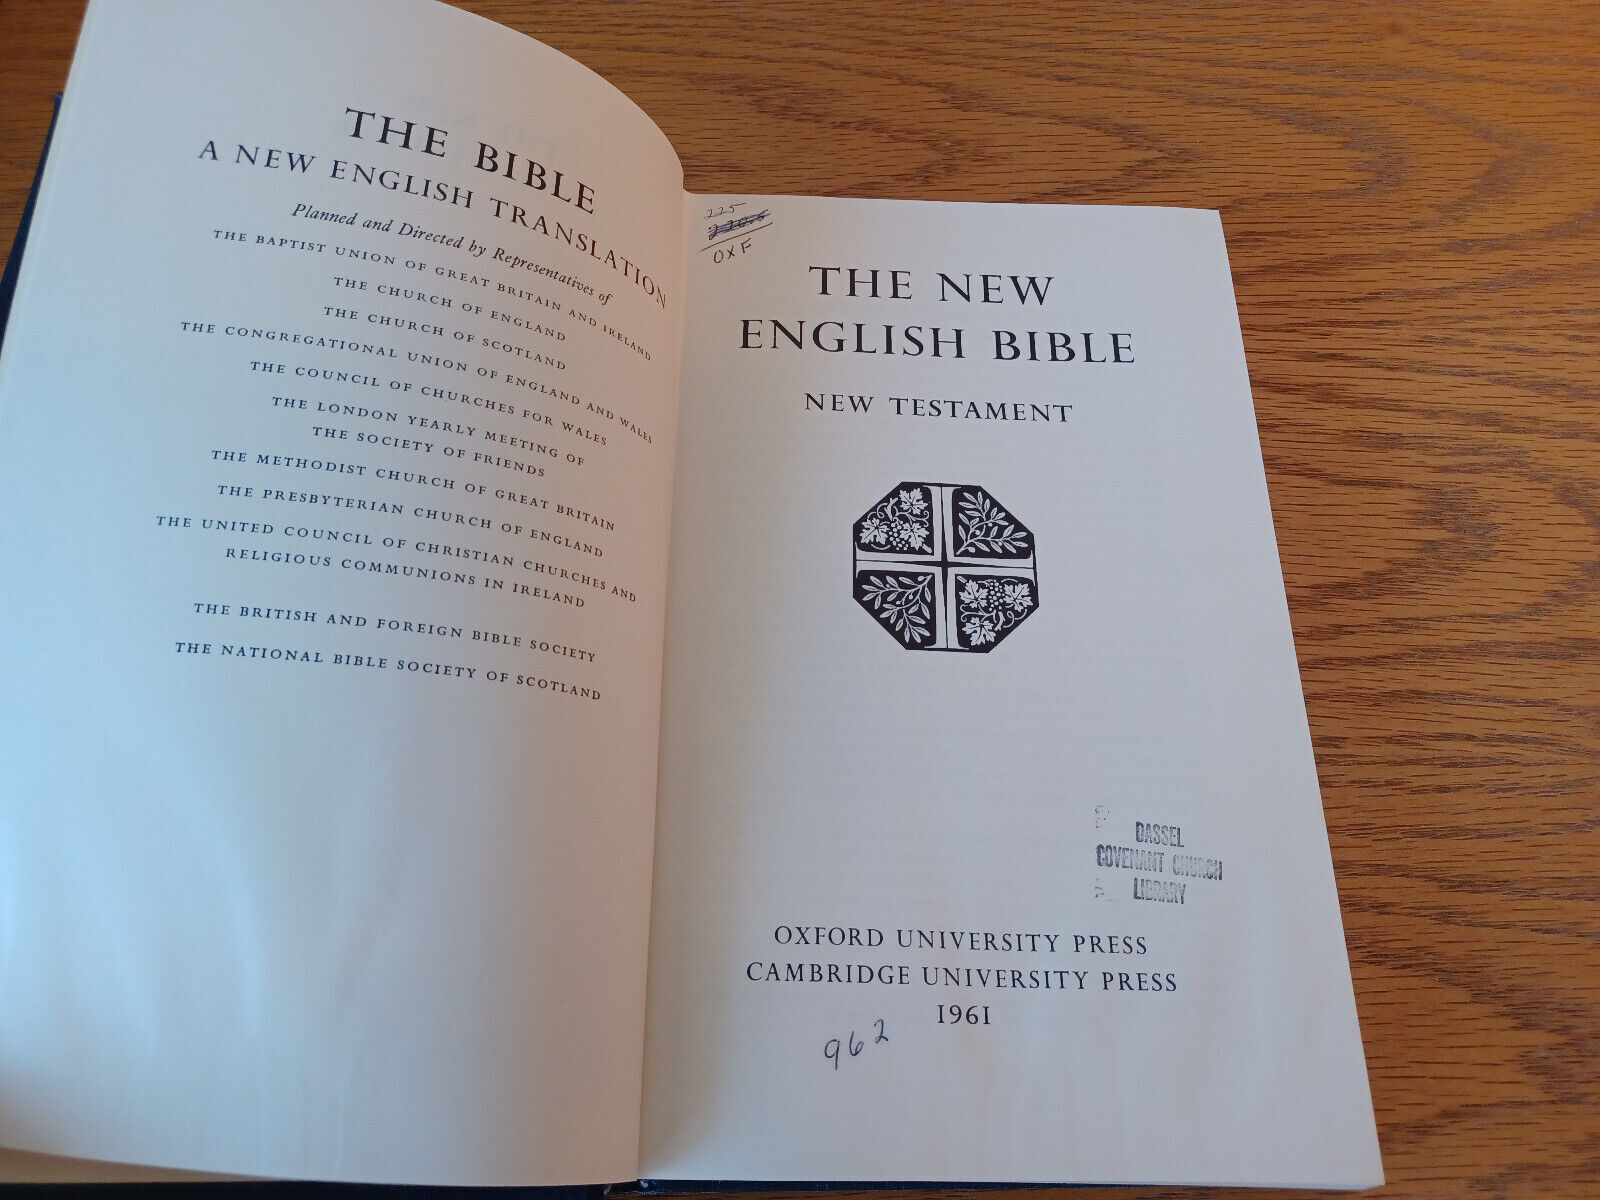 THE BIBLE
A NEW ENGLISH TRANSLATION
Planned and Directed by Representatives of
THE BAPTIST UNION OF GREAT BRITAIN AND IRELAND
THE CHURCH OF ENGLAND
THE CHURCH OF SCOTLAND
THE CONGREGATIONAL UNION OF ENGLAND AND WALES
THE COUNCIL OF CHURCHES FOR WALES
THE LONDON YEARLY MEETING OF
THE SOCIETY OF FRIENDS
THE METHODIST CHURCH OF GREAT BRITAIN
THE PRESBYTERIAN CHURCH OF ENGLAND
THE UNITED COUNCIL OF CHRISTIAN CHURCHES AND
RELIGIOUS COMMUNIONS IN IRELAND
THE BRITISH AND FOREIGN BIBLE SOCIETY
THE NATIONAL BIBLE SOCIETY OF SCOTLAND
225
OXF
THE NEW
ENGLISH BIBLE
NEW TESTAMENT
DASSEL
COVENANT CHURCH
LIBRARY
OXFORD UNIVERSITY PRESS
CAMBRIDGE UNIVERSITY PRESS
1961
962